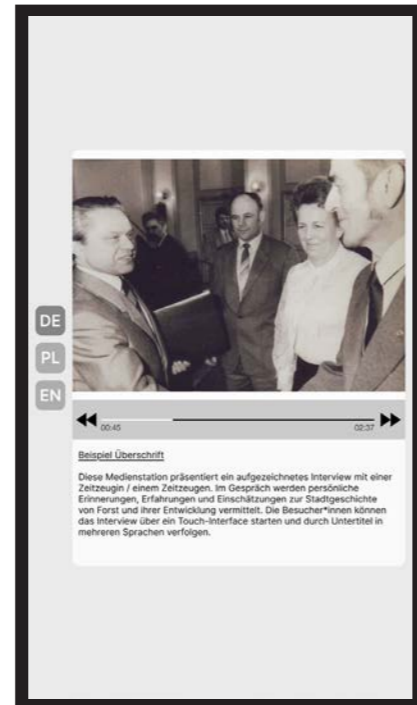 DE
PL
EN
00:45
02:37
Beispiel Überschrift
Diese Medienstation präsentiert ein aufgezeichnetes Interview mit einer
Zeitzeugin / einem Zeitzeugen. Im Gespräch werden persönliche
Erinnerungen, Erfahrungen und Einschätzungen zur Stadtgeschichte
von Forst und ihrer Entwicklung vermittelt. Die Besucher*innen können
das Interview über ein Touch-Interface starten und durch Untertitel in
mehreren Sprachen verfolgen.